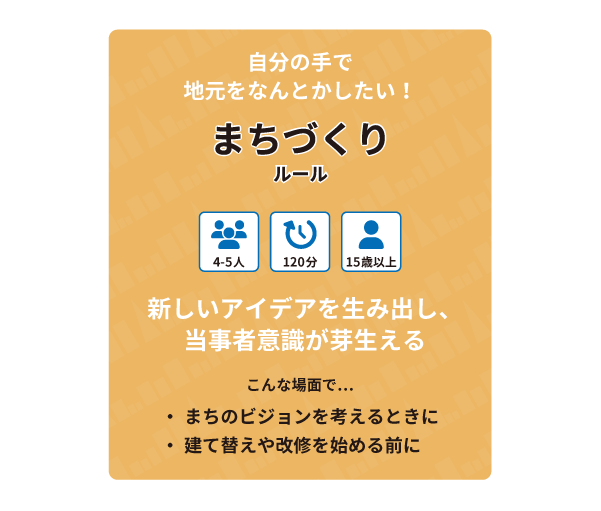 自分の手で
地元をなんとかしたい！
まちづくり
ルール
4-5人
120分
15歳以上
新しいアイデアを生み出し、
当事者意識が芽生える
こんな場面で…
・ まちのビジョンを考えるときに
・ 建て替えや改修を始める前に